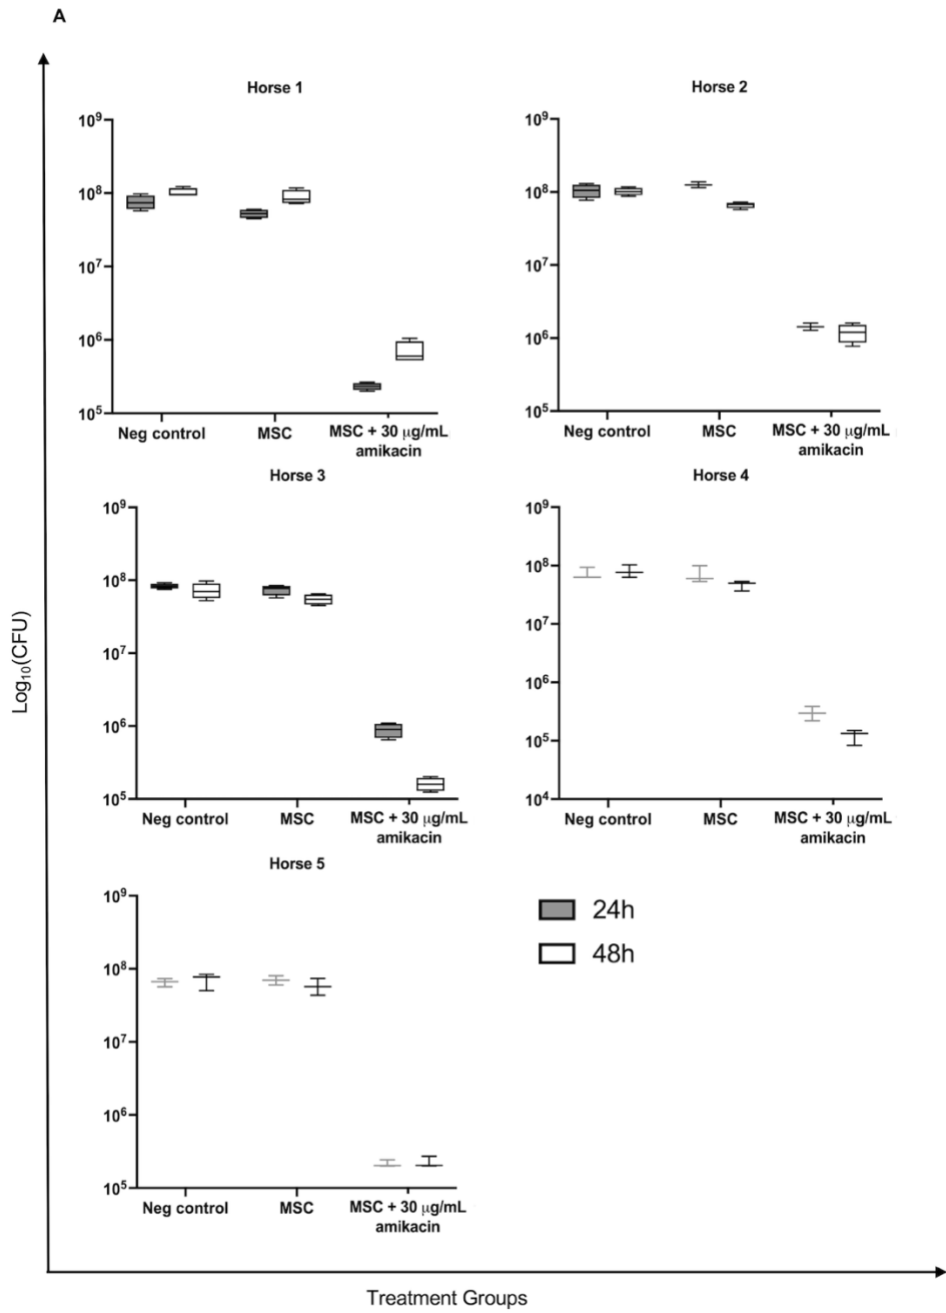 A
Horse 1
10⁹
10⁸
10⁷
10⁶
10⁵
Neg control
MSC
MSC + 30 μg/mL
amikacin
Horse 2
10⁹
10⁸
10⁷
10⁶
10⁵
Neg control
MSC
MSC + 30 μg/mL
amikacin
Horse 3
10⁹
10⁸
10⁷
10⁶
10⁵
Neg control
MSC
MSC + 30 μg/mL
amikacin
Horse 4
10⁹
10⁸
10⁷
10⁶
10⁵
10⁴
Neg control
MSC
MSC + 30 μg/mL
amikacin
Horse 5
10⁹
10⁸
10⁷
10⁶
10⁵
Neg control
MSC
MSC + 30 μg/mL
amikacin
24h
48h
Log₁₀(CFU)
Treatment Groups